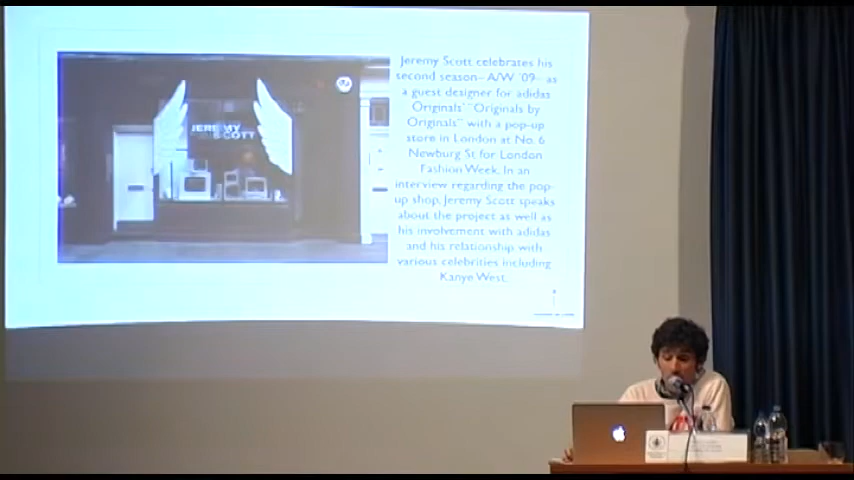 JEREMY
SCOTT
Jeremy Scott celebrates his
second season– A/W '09– as
a guest designer for adidas
Originals' "Originals by
Originals" with a pop-up
store in London at No. 6
Newburg St for London
Fashion Week. In an
interview regarding the pop-
up shop, Jeremy Scott speaks
about the project as well as
his involvement with adidas
and his relationship with
various celebrities including
Kanye West.